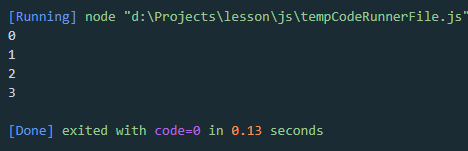 [Running] node "d:\Projects\lesson\js\tempCodeRunnerFile.js"
0
1
2
3
[Done] exited with code=0 in 0.13 seconds